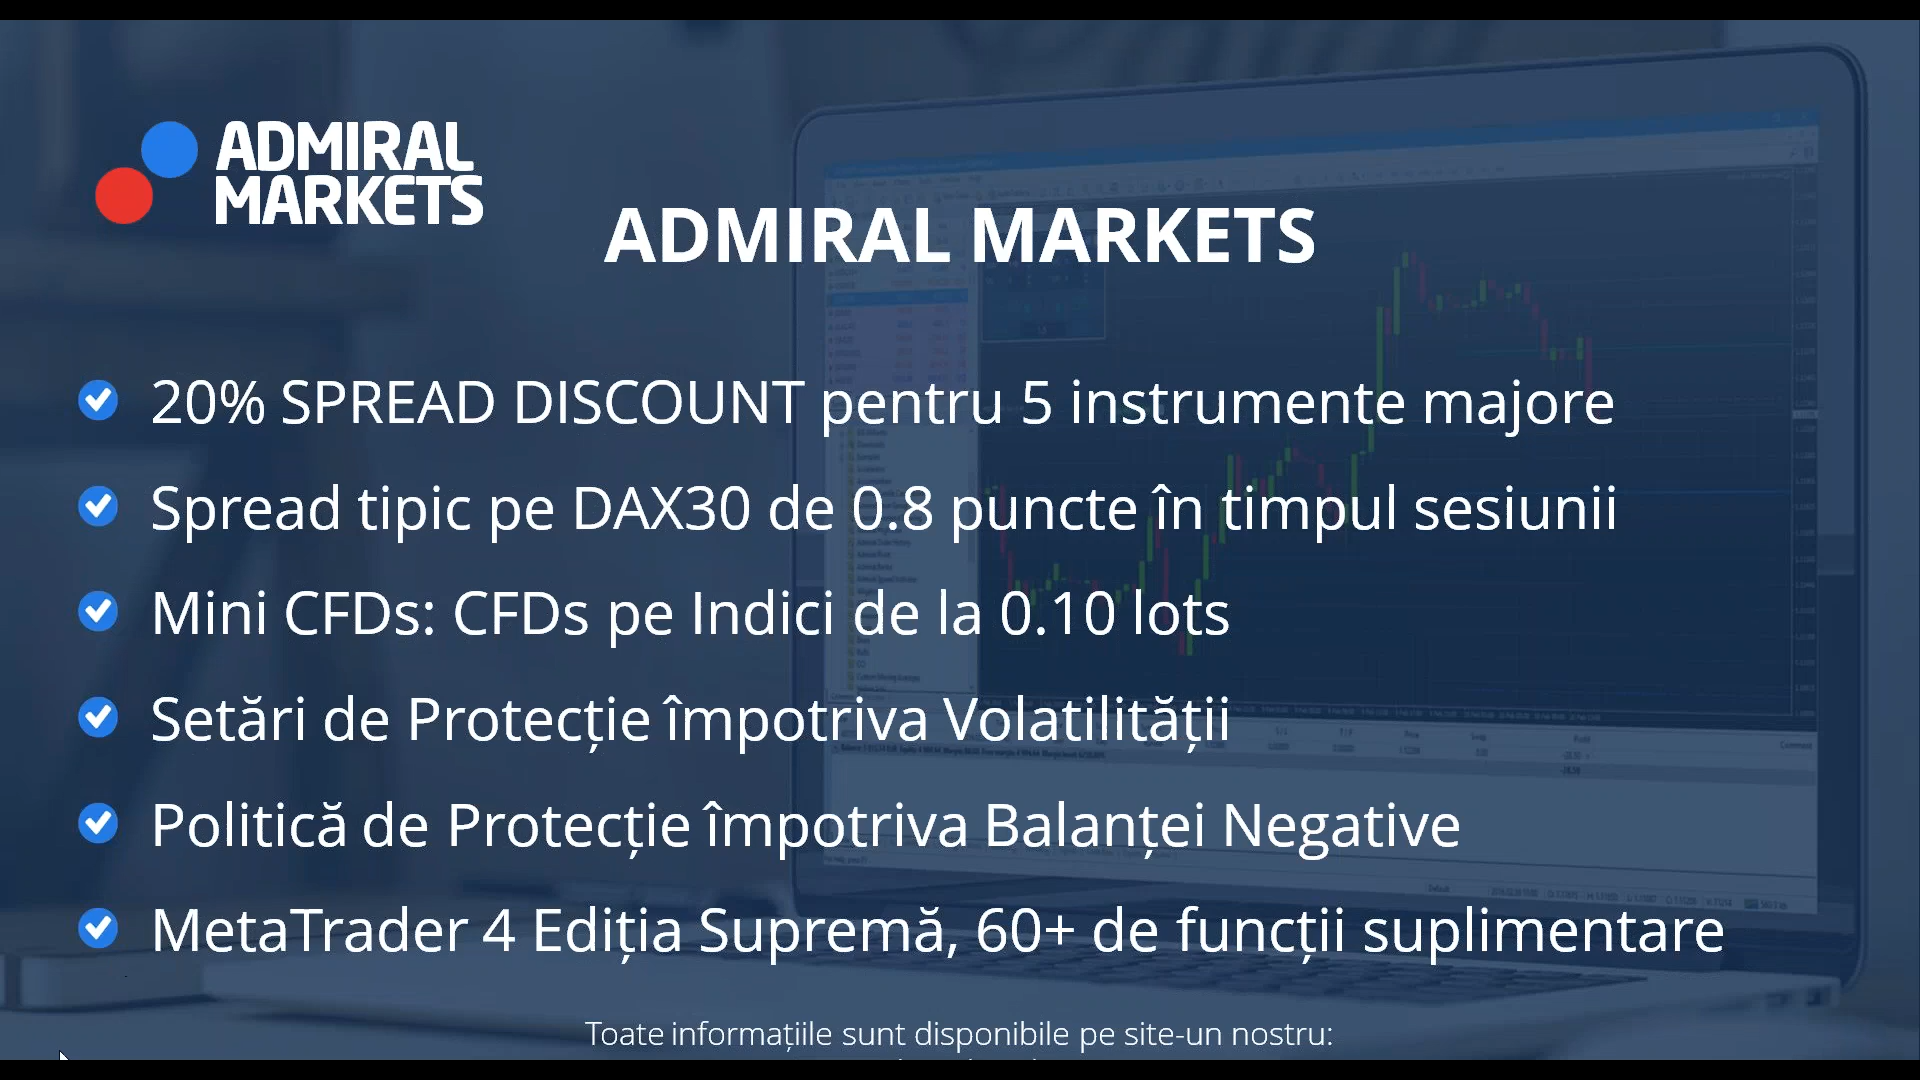 ADMIRAL
MARKETS
ADMIRAL MARKETS
20% SPREAD DISCOUNT pentru 5 instrumente majore
Spread tipic pe DAX30 de 0.8 puncte în timpul sesiunii
Mini CFDs: CFDs pe Indici de la 0.10 lots
Setări de Protecție împotriva Volatilității
Politică de Protecție împotriva Balanței Negative
MetaTrader 4 Ediția Supremă, 60+ de funcții suplimentare
Toate informațiile sunt disponibile pe site-un nostru: